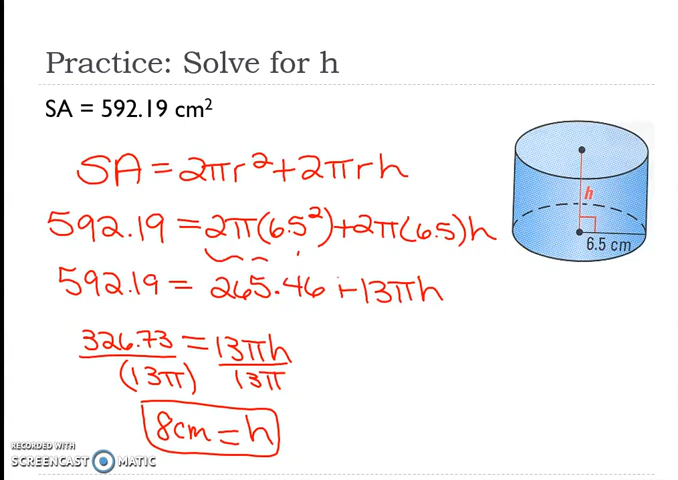 Practice: Solve for h
SA = 592.19 cm²
SA = 2πr² + 2πrh
592.19 = 2π(6.5²) + 2π(6.5)h
592.19 = 265.46 + 13πh
326.73 = 13πh
(13π) 13π
8cm = h
h
6.5 cm
RECORDED WITH
SCREENCAST MATIC